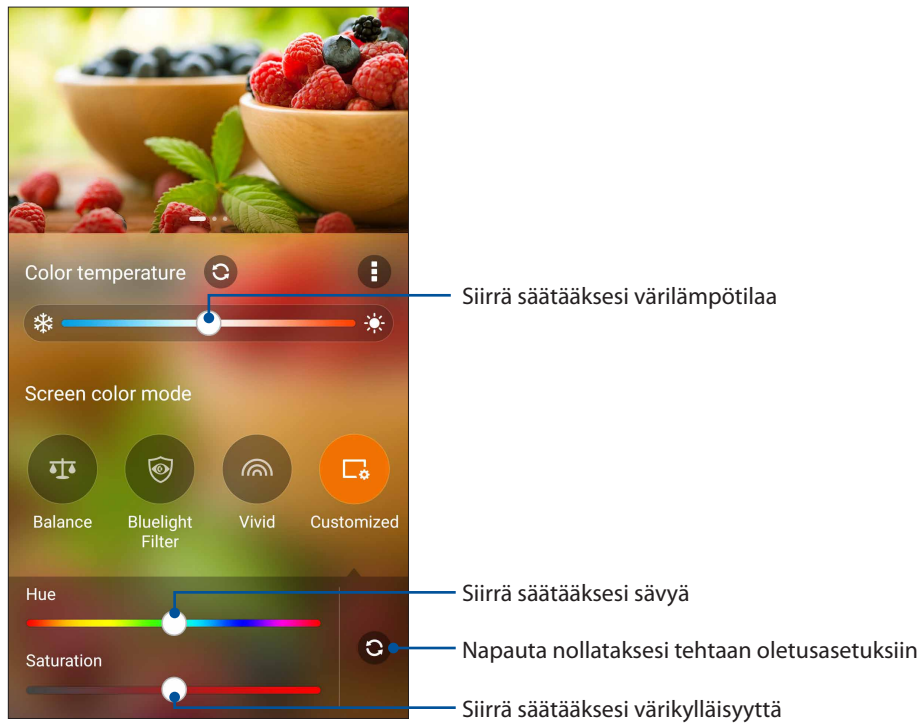 Color temperature
Siirrä säätääksesi värilämpötilaa
Screen color mode
Balance
Bluelight
Filter
Vivid
Customized
Hue
Siirrä säätääksesi sävyä
Napauta nollataksesi tehtaan oletusasetuksiin
Saturation
Siirrä säätääksesi värikylläisyyttä